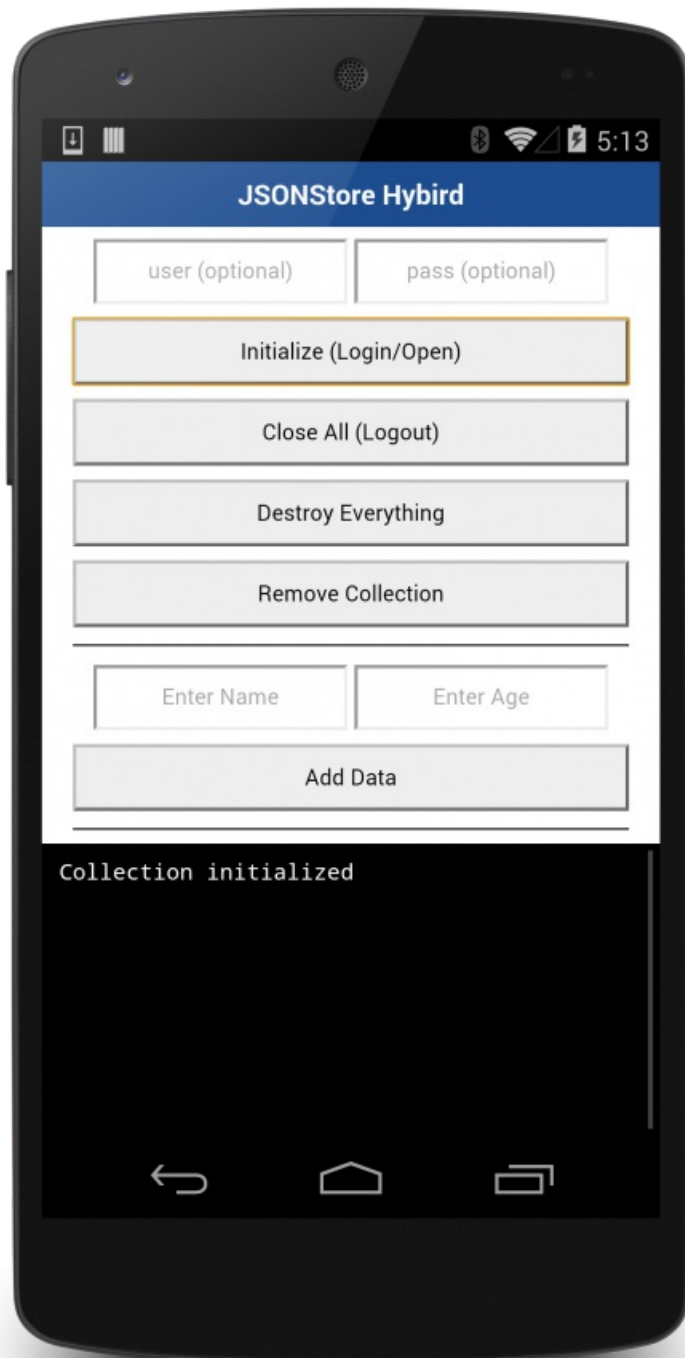 5:13
JSONStore Hybird
user (optional) pass (optional)
Initialize (Login/Open)
Close All (Logout)
Destroy Everything
Remove Collection
Enter Name Enter Age
Add Data
Collection initialized